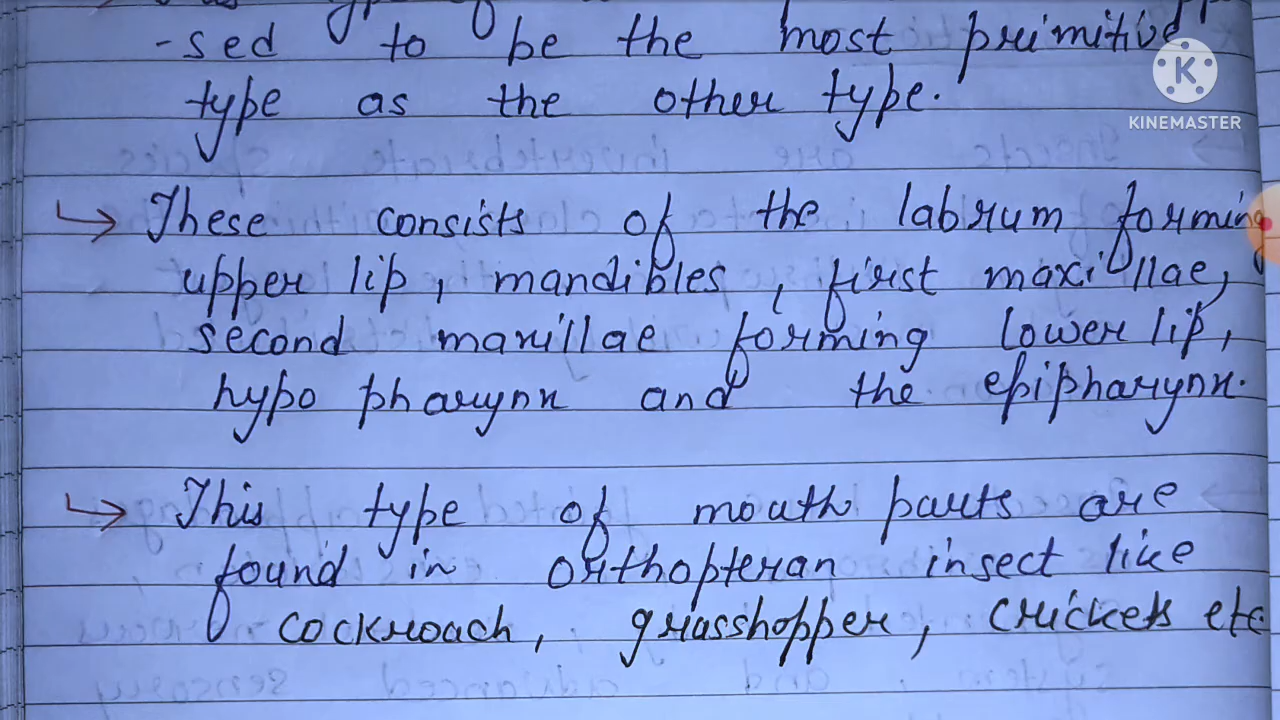 type of
-sed to be the most primitive
type as the other type.
K
KINEMASTER
→ These consists of the labrum forming
upper lip, mandibles, first maxillae,
second maxillae forming lower lip,
hypo pharynx and the epipharynx.
→ This type of mouth parts are
found in orthopteran insect like
cockroach, grasshopper, crickets etc